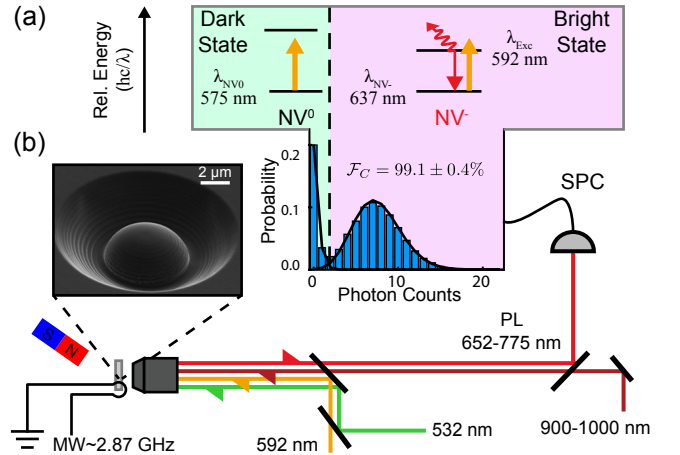 (a)
Rel. Energy
(hc/λ)
Dark
State
λNV0
575 nm
NV⁰
Bright
State
λExc
592 nm
λNV-
637 nm
NV-
(b)
2 μm
Probability
0.2
0.1
0.0
ℱC = 99.1 ± 0.4%
0 10 20
Photon Counts
SPC
S N
PL
652-775 nm
MW~2.87 GHz
592 nm
532 nm
900-1000 nm